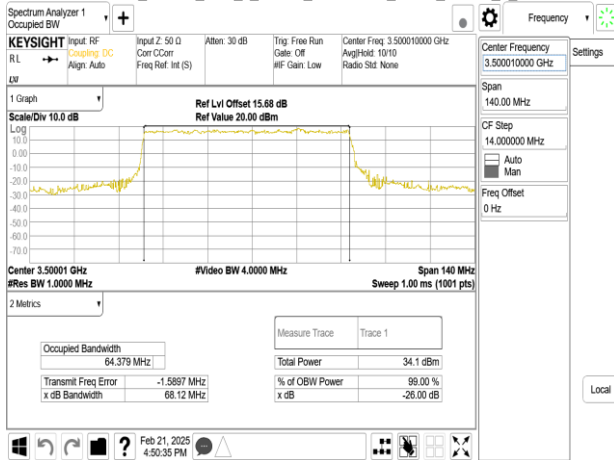 Spectrum Analyzer 1
Occupied BW
+
Frequency
KEYSIGHT
Input: RF
Coupling: DC
Align: Auto
RL
LXI
Input Z: 50 Ω
Corr CCorr
Freq Ref: Int (S)
Atten: 30 dB
Trig: Free Run
Gate: Off
#IF Gain: Low
Center Freq: 3.500010000 GHz
Avg|Hold: 10/10
Radio Std: None
Center Frequency
3.500010000 GHz
Settings
Span
140.00 MHz
CF Step
14.000000 MHz
Auto
Man
Freq Offset
0 Hz
Local
1 Graph
Scale/Div 10.0 dB
Ref Lvl Offset 15.68 dB
Ref Value 20.00 dBm
Log
10.0
0.00
-10.0
-20.0
-30.0
-40.0
-50.0
-60.0
-70.0
Center 3.50001 GHz
#Res BW 1.0000 MHz
#Video BW 4.0000 MHz
Span 140 MHz
Sweep 1.00 ms (1001 pts)
2 Metrics
Measure Trace
Trace 1
Occupied Bandwidth
64.379 MHz
Total Power
34.1 dBm
Transmit Freq Error
-1.5897 MHz
% of OBW Power
99.00 %
x dB Bandwidth
68.12 MHz
x dB
-26.00 dB
?
Feb 21, 2025
4:50:35 PM